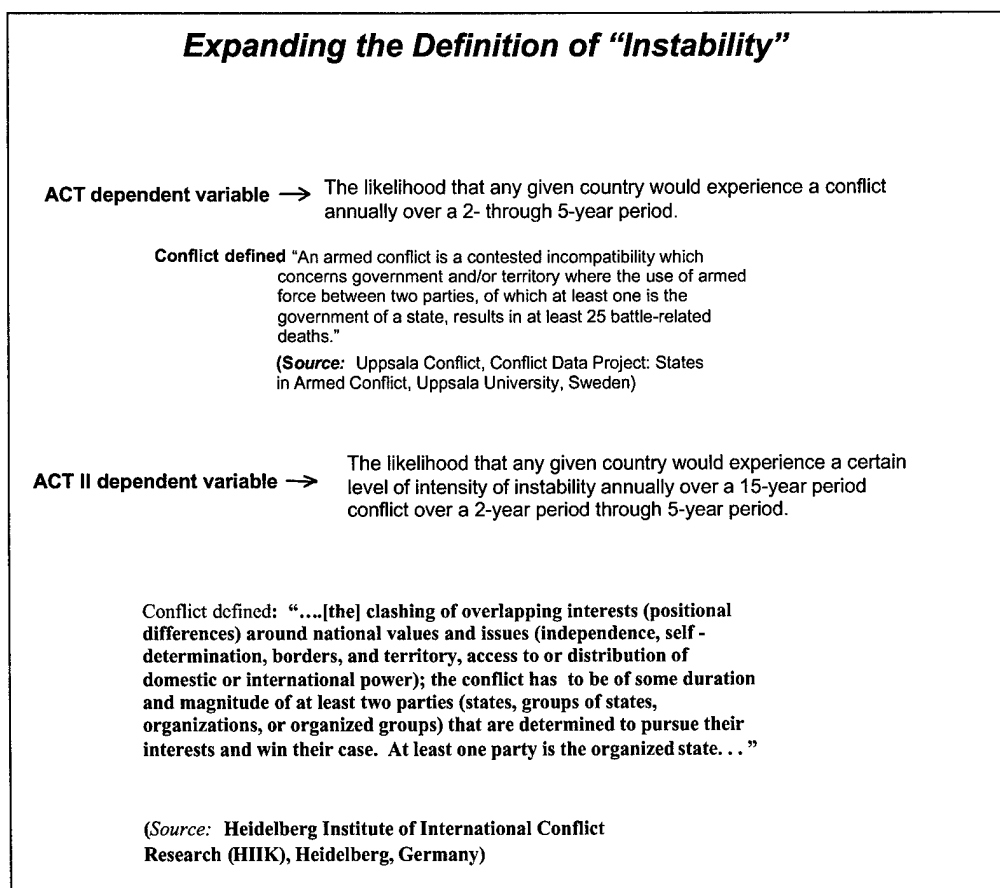 Expanding the Definition of “Instability”
ACT dependent variable → The likelihood that any given country would experience a conflict
annually over a 2- through 5-year period.
Conflict defined “An armed conflict is a contested incompatibility which
concerns government and/or territory where the use of armed
force between two parties, of which at least one is the
government of a state, results in at least 25 battle-related
deaths.”
(Source: Uppsala Conflict, Conflict Data Project: States
in Armed Conflict, Uppsala University, Sweden)
ACT II dependent variable → The likelihood that any given country would experience a certain
level of intensity of instability annually over a 15-year period
conflict over a 2-year period through 5-year period.
Conflict defined: “....[the] clashing of overlapping interests (positional
differences) around national values and issues (independence, self -
determination, borders, and territory, access to or distribution of
domestic or international power); the conflict has to be of some duration
and magnitude of at least two parties (states, groups of states,
organizations, or organized groups) that are determined to pursue their
interests and win their case. At least one party is the organized state. . . ”
(Source: Heidelberg Institute of International Conflict
Research (HIIK), Heidelberg, Germany)